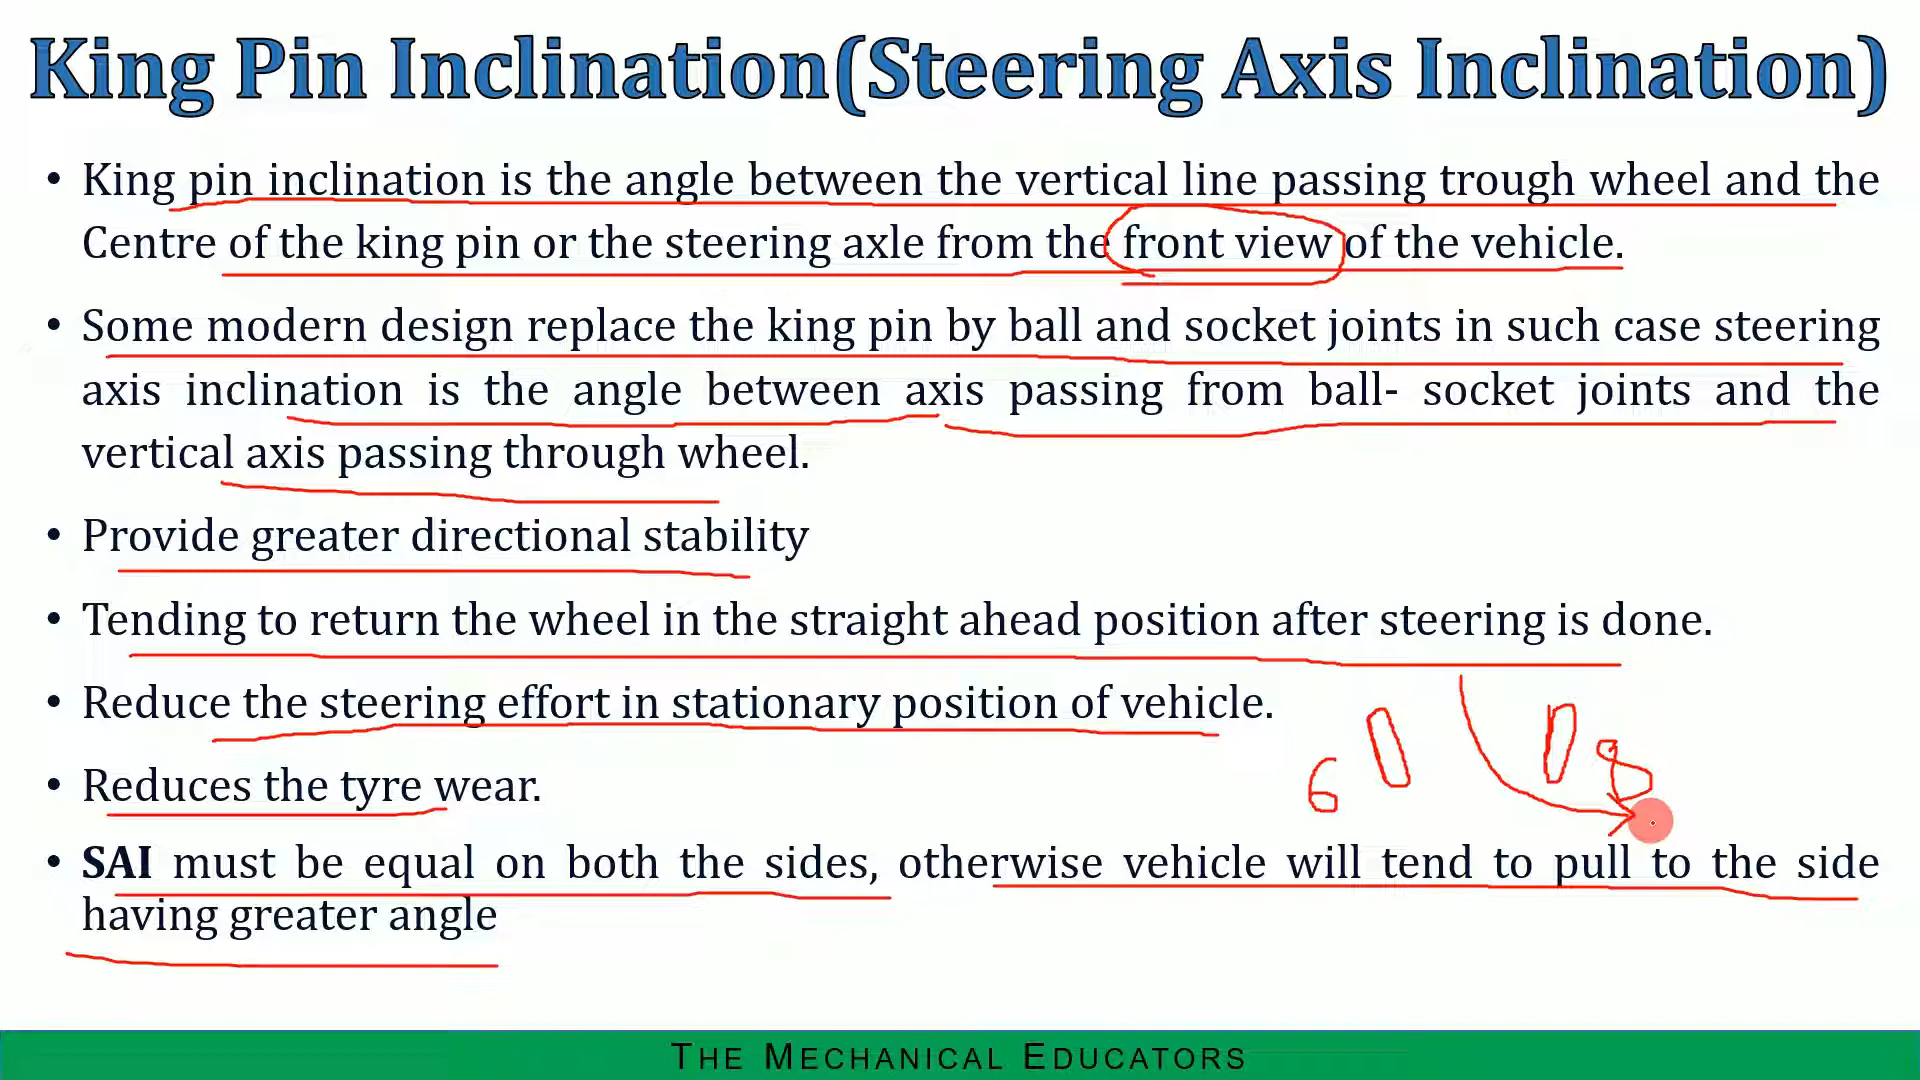 King Pin Inclination(Steering Axis Inclination)
• King pin inclination is the angle between the vertical line passing trough wheel and the
Centre of the king pin or the steering axle from the front view of the vehicle.
• Some modern design replace the king pin by ball and socket joints in such case steering
axis inclination is the angle between axis passing from ball- socket joints and the
vertical axis passing through wheel.
• Provide greater directional stability
• Tending to return the wheel in the straight ahead position after steering is done.
• Reduce the steering effort in stationary position of vehicle.
6 8
• Reduces the tyre wear.
• SAI must be equal on both the sides, otherwise vehicle will tend to pull to the side
having greater angle
THE MECHANICAL EDUCATORS